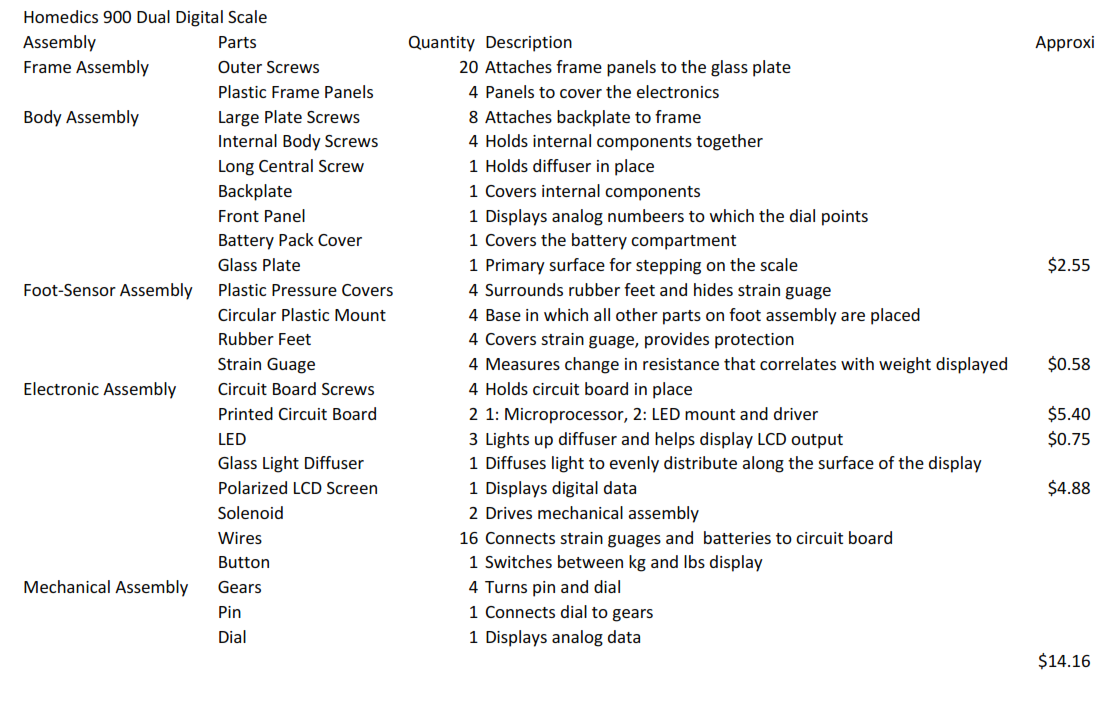 Homedics 900 Dual Digital Scale
Assembly Parts Quantity Description Approxi
Frame Assembly Outer Screws 20 Attaches frame panels to the glass plate
Plastic Frame Panels 4 Panels to cover the electronics
Body Assembly Large Plate Screws 8 Attaches backplate to frame
Internal Body Screws 4 Holds internal components together
Long Central Screw 1 Holds diffuser in place
Backplate 1 Covers internal components
Front Panel 1 Displays analog numbeers to which the dial points
Battery Pack Cover 1 Covers the battery compartment
Glass Plate 1 Primary surface for stepping on the scale $2.55
Foot-Sensor Assembly Plastic Pressure Covers 4 Surrounds rubber feet and hides strain guage
Circular Plastic Mount 4 Base in which all other parts on foot assembly are placed
Rubber Feet 4 Covers strain guage, provides protection
Strain Guage 4 Measures change in resistance that correlates with weight displayed $0.58
Electronic Assembly Circuit Board Screws 4 Holds circuit board in place
Printed Circuit Board 2 1: Microprocessor, 2: LED mount and driver $5.40
LED 3 Lights up diffuser and helps display LCD output $0.75
Glass Light Diffuser 1 Diffuses light to evenly distribute along the surface of the display
Polarized LCD Screen 1 Displays digital data $4.88
Solenoid 2 Drives mechanical assembly
Wires 16 Connects strain guages and  batteries to circuit board
Button 1 Switches between kg and lbs display
Mechanical Assembly Gears 4 Turns pin and dial
Pin 1 Connects dial to gears
Dial 1 Displays analog data
$14.16